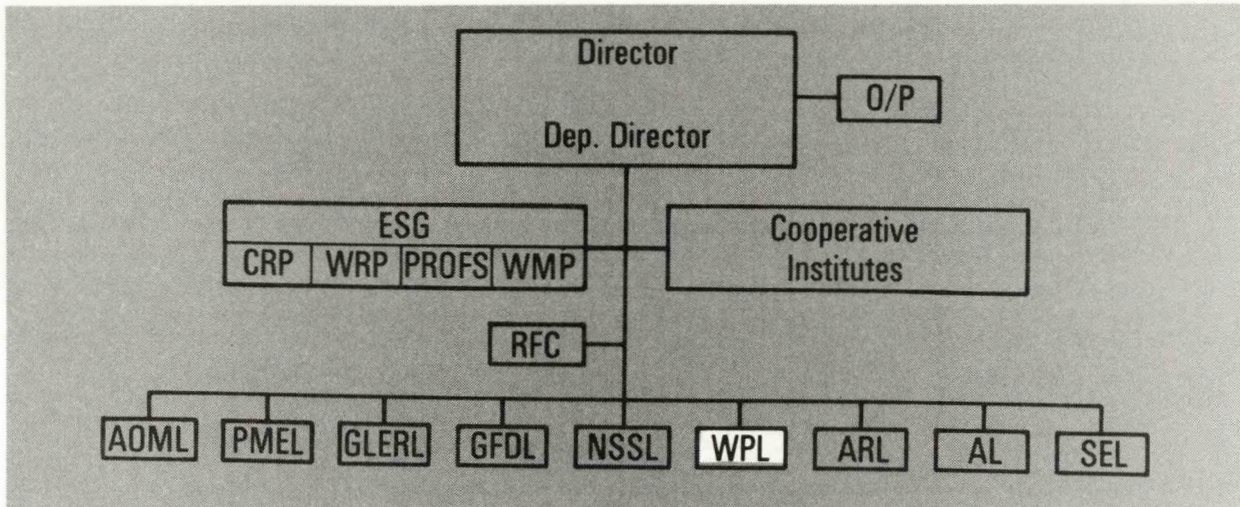 Director
O/P
Dep. Director
ESG
CRP WRP PROFS WMP
Cooperative
Institutes
RFC
AOML PMEL GLERL GFDL NSSL WPL ARL AL SEL